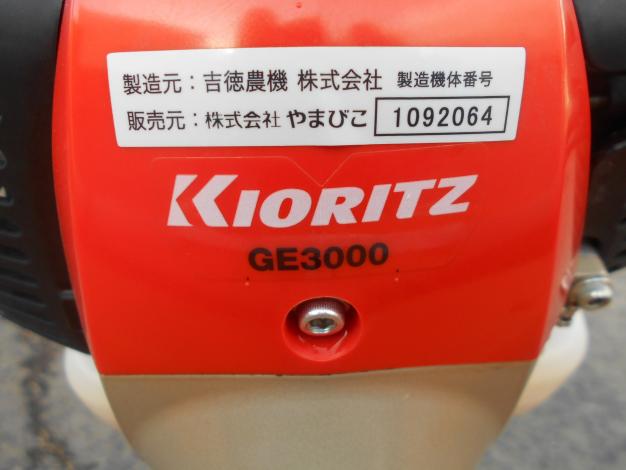 製造元：吉徳農機 株式会社 製造機体番号
販売元：株式会社 やまびこ 1092064
KIORITZ
GE3000